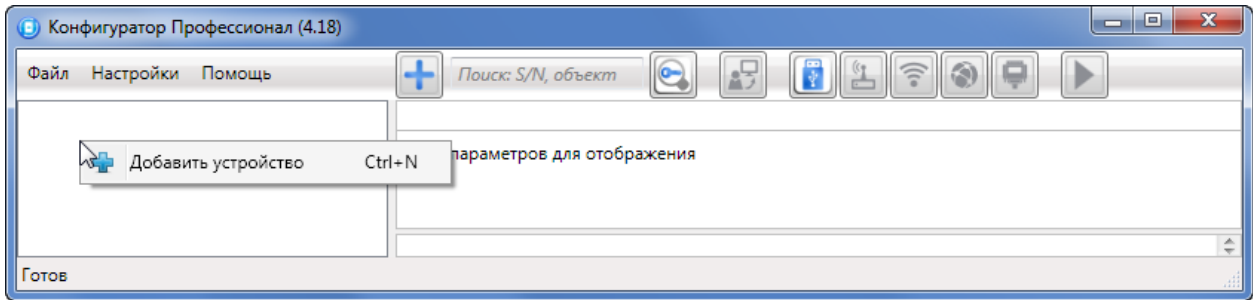 Конфигуратор Профессионал (4.18)
Файл Настройки Помощь Поиск: S/N, объект
Добавить устройство Ctrl+N
параметров для отображения
Готов